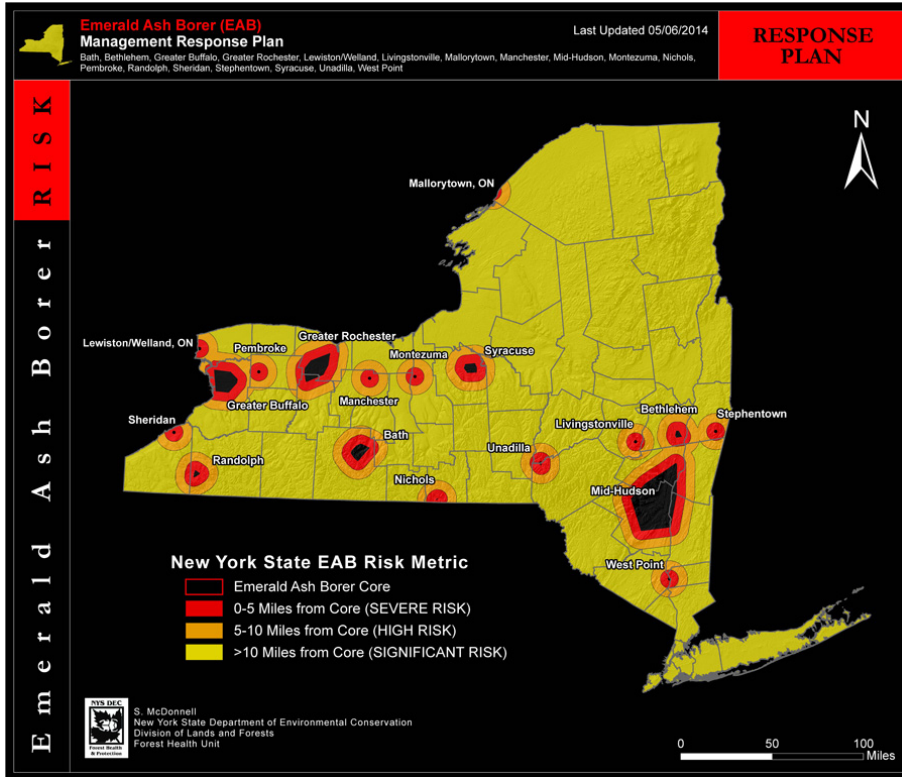 Emerald Ash Borer (EAB)
Management Response Plan
Bath, Bethlehem, Greater Buffalo, Greater Rochester, Lewiston/Welland, Livingstonville, Mallorytown, Manchester, Mid-Hudson, Montezuma, Nichols,
Pembroke, Randolph, Sheridan, Stephentown, Syracuse, Unadilla, West Point
Last Updated 05/06/2014
RESPONSE
PLAN
Emerald Ash Borer RISK
N
Mallorytown, ON
Lewiston/Welland, ON
Pembroke
Greater Rochester
Montezuma
Syracuse
Greater Buffalo
Manchester
Sheridan
Bath
Randolph
Nichols
Unadilla
Livingstonville
Bethlehem
Stephentown
Mid-Hudson
West Point
New York State EAB Risk Metric
Emerald Ash Borer Core
0-5 Miles from Core (SEVERE RISK)
5-10 Miles from Core (HIGH RISK)
>10 Miles from Core (SIGNIFICANT RISK)
NYS DEC
Forest Health
& Protection
S. McDonnell
New York State Department of Environmental Conservation
Division of Lands and Forests
Forest Health Unit
0 50 100
Miles